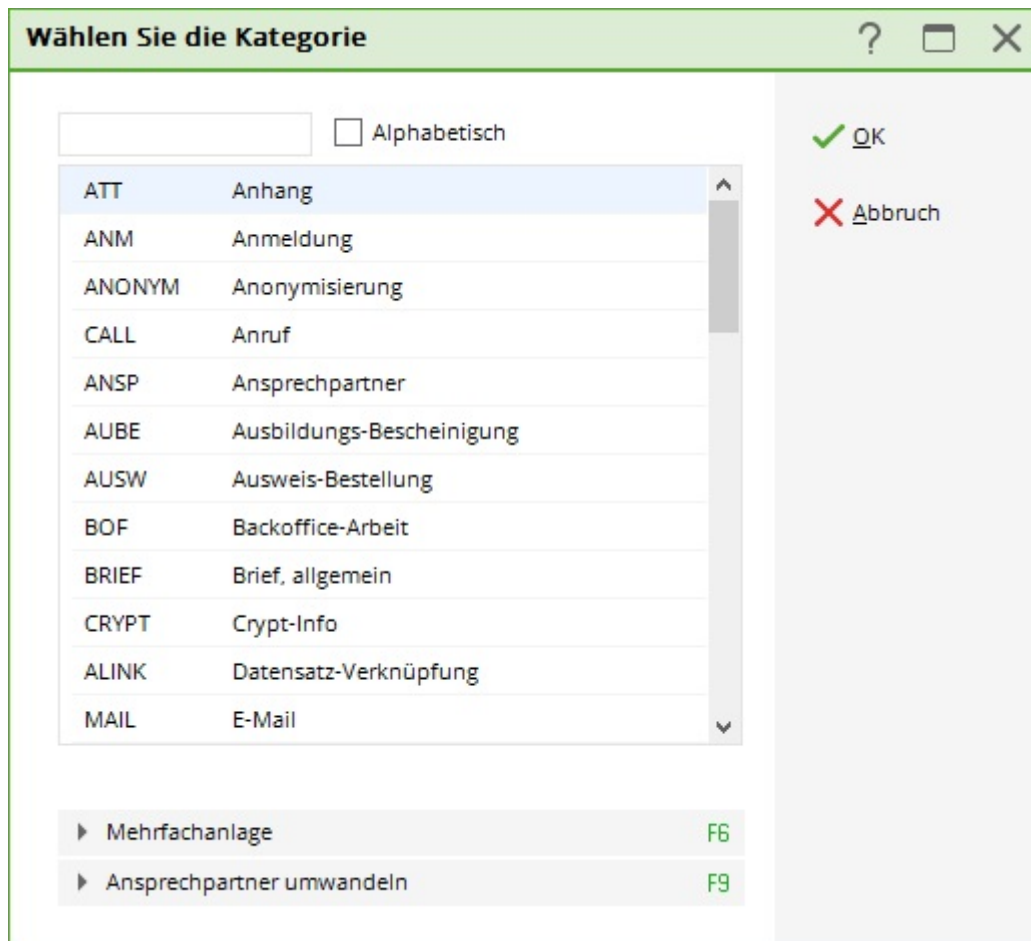 Wählen Sie die Kategorie
Alphabetisch
OK
Abbruch
ATT Anhang
ANM Anmeldung
ANONYM Anonymisierung
CALL Anruf
ANSP Ansprechpartner
AUBE Ausbildungs-Bescheinigung
AUSW Ausweis-Bestellung
BOF Backoffice-Arbeit
BRIEF Brief, allgemein
CRYPT Crypt-Info
ALINK Datensatz-Verknüpfung
MAIL E-Mail
Mehrfachanlage F6
Ansprechpartner umwandeln F9